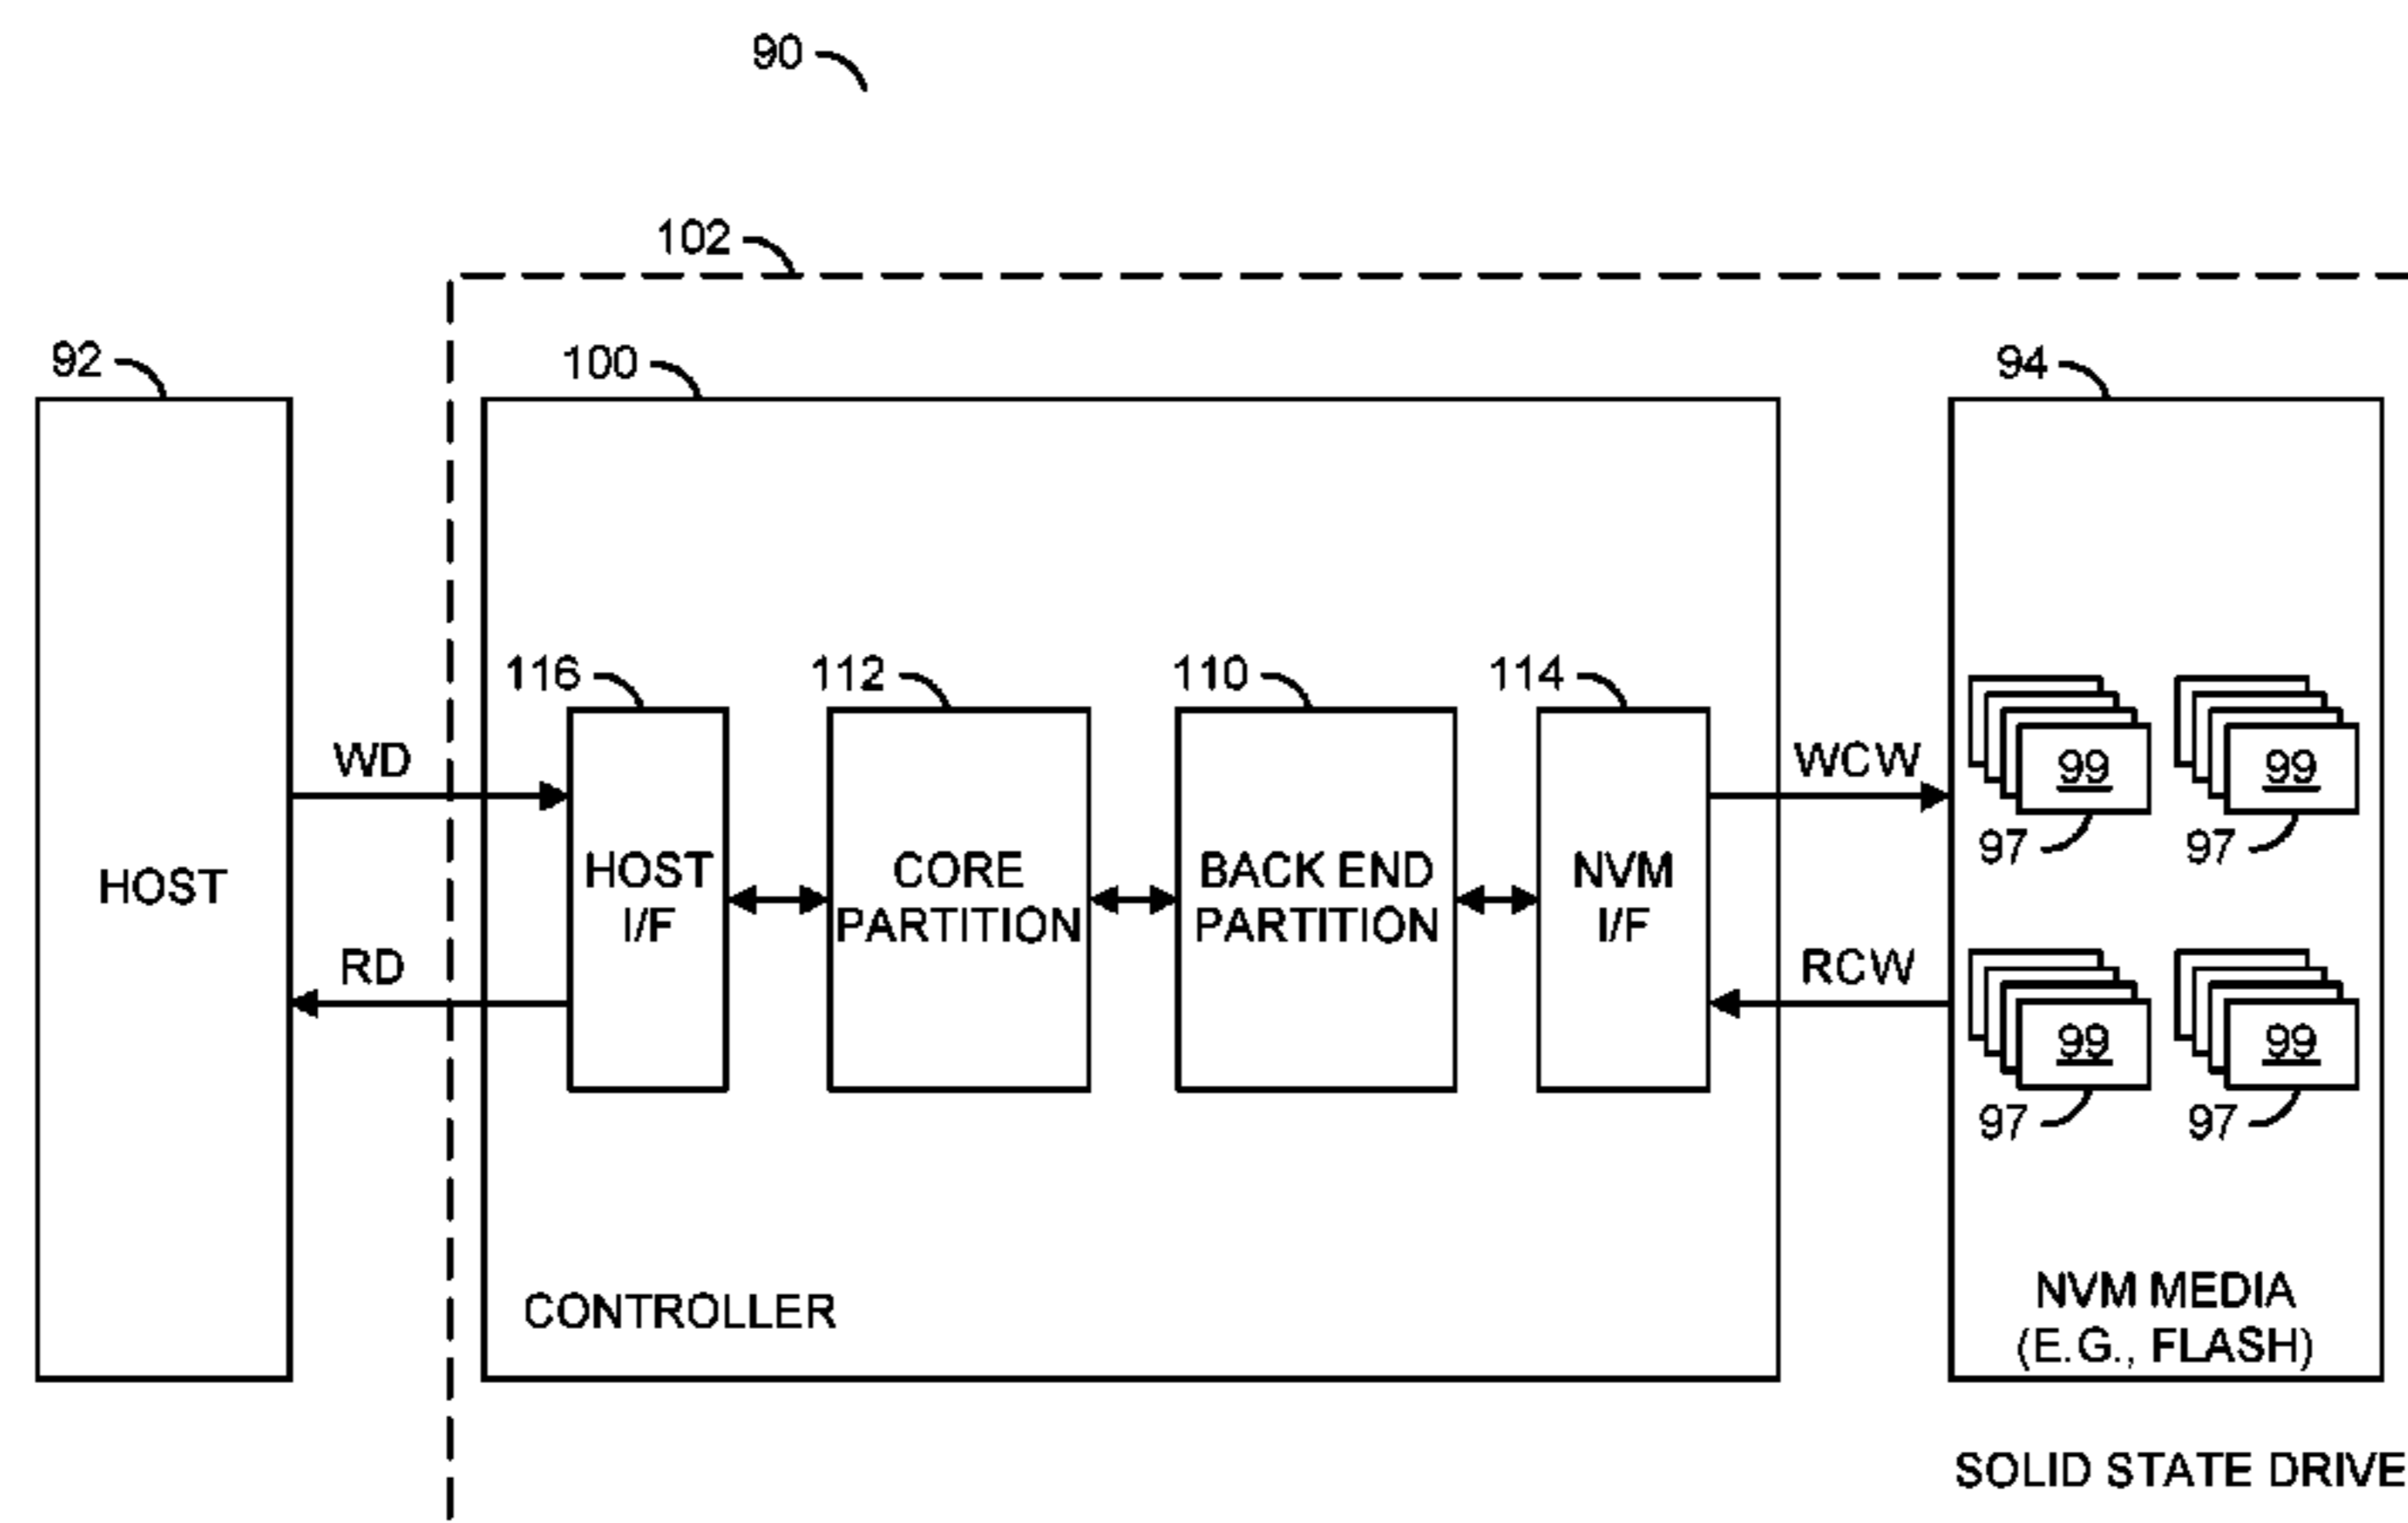 90
102
92
100
94
116
112
110
114
WD
WCW
99
99
97
97
HOST
HOST
I/F
CORE
PARTITION
BACK END
PARTITION
NVM
I/F
RD
RCW
99
99
97
97
CONTROLLER
NVM MEDIA
(E.G., FLASH)
SOLID STATE DRIVE